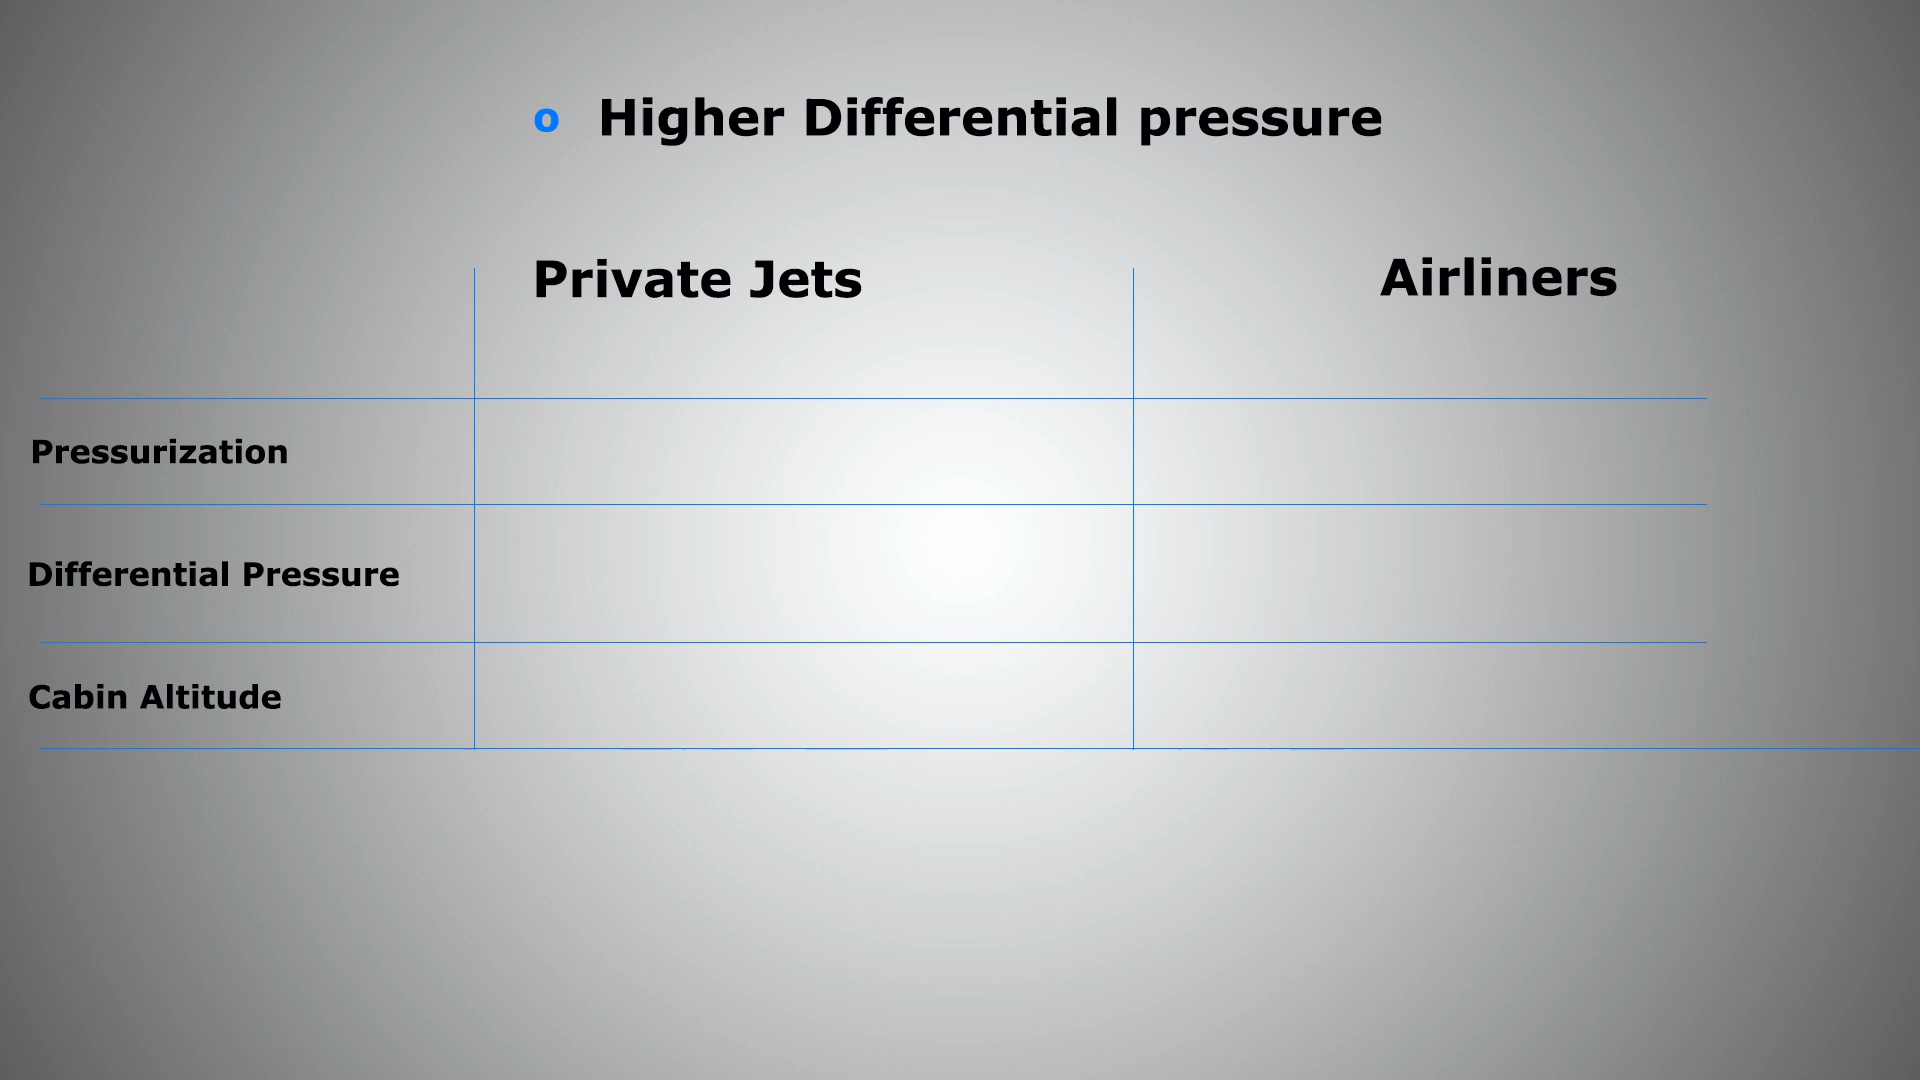 o Higher Differential pressure
Private Jets
Airliners
Pressurization
Differential Pressure
Cabin Altitude